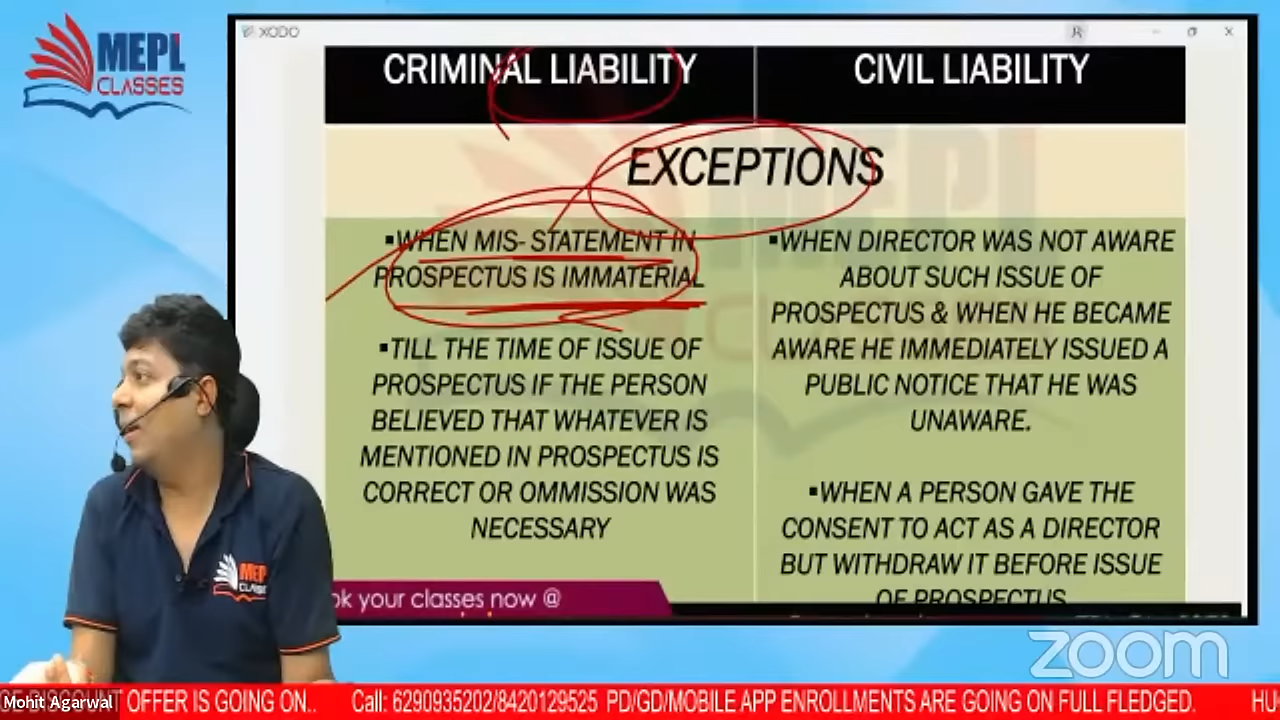 MEPL
CLASSES
XODO
CRIMINAL LIABILITY
CIVIL LIABILITY
EXCEPTIONS
▪WHEN MIS- STATEMENT IN
PROSPECTUS IS IMMATERIAL
▪TILL THE TIME OF ISSUE OF
PROSPECTUS IF THE PERSON
BELIEVED THAT WHATEVER IS
MENTIONED IN PROSPECTUS IS
CORRECT OR OMMISSION WAS
NECESSARY
▪WHEN DIRECTOR WAS NOT AWARE
ABOUT SUCH ISSUE OF
PROSPECTUS & WHEN HE BECAME
AWARE HE IMMEDIATELY ISSUED A
PUBLIC NOTICE THAT HE WAS
UNAWARE.
▪WHEN A PERSON GAVE THE
CONSENT TO ACT AS A DIRECTOR
BUT WITHDRAW IT BEFORE ISSUE
OF PROSPECTUS
ok your classes now @
zoom
Mohit Agarwal
OFFER IS GOING ON.. Call: 6290935202/8420129525 PD/GD/MOBILE APP ENROLLMENTS ARE GOING ON FULL FLEDGED. HU